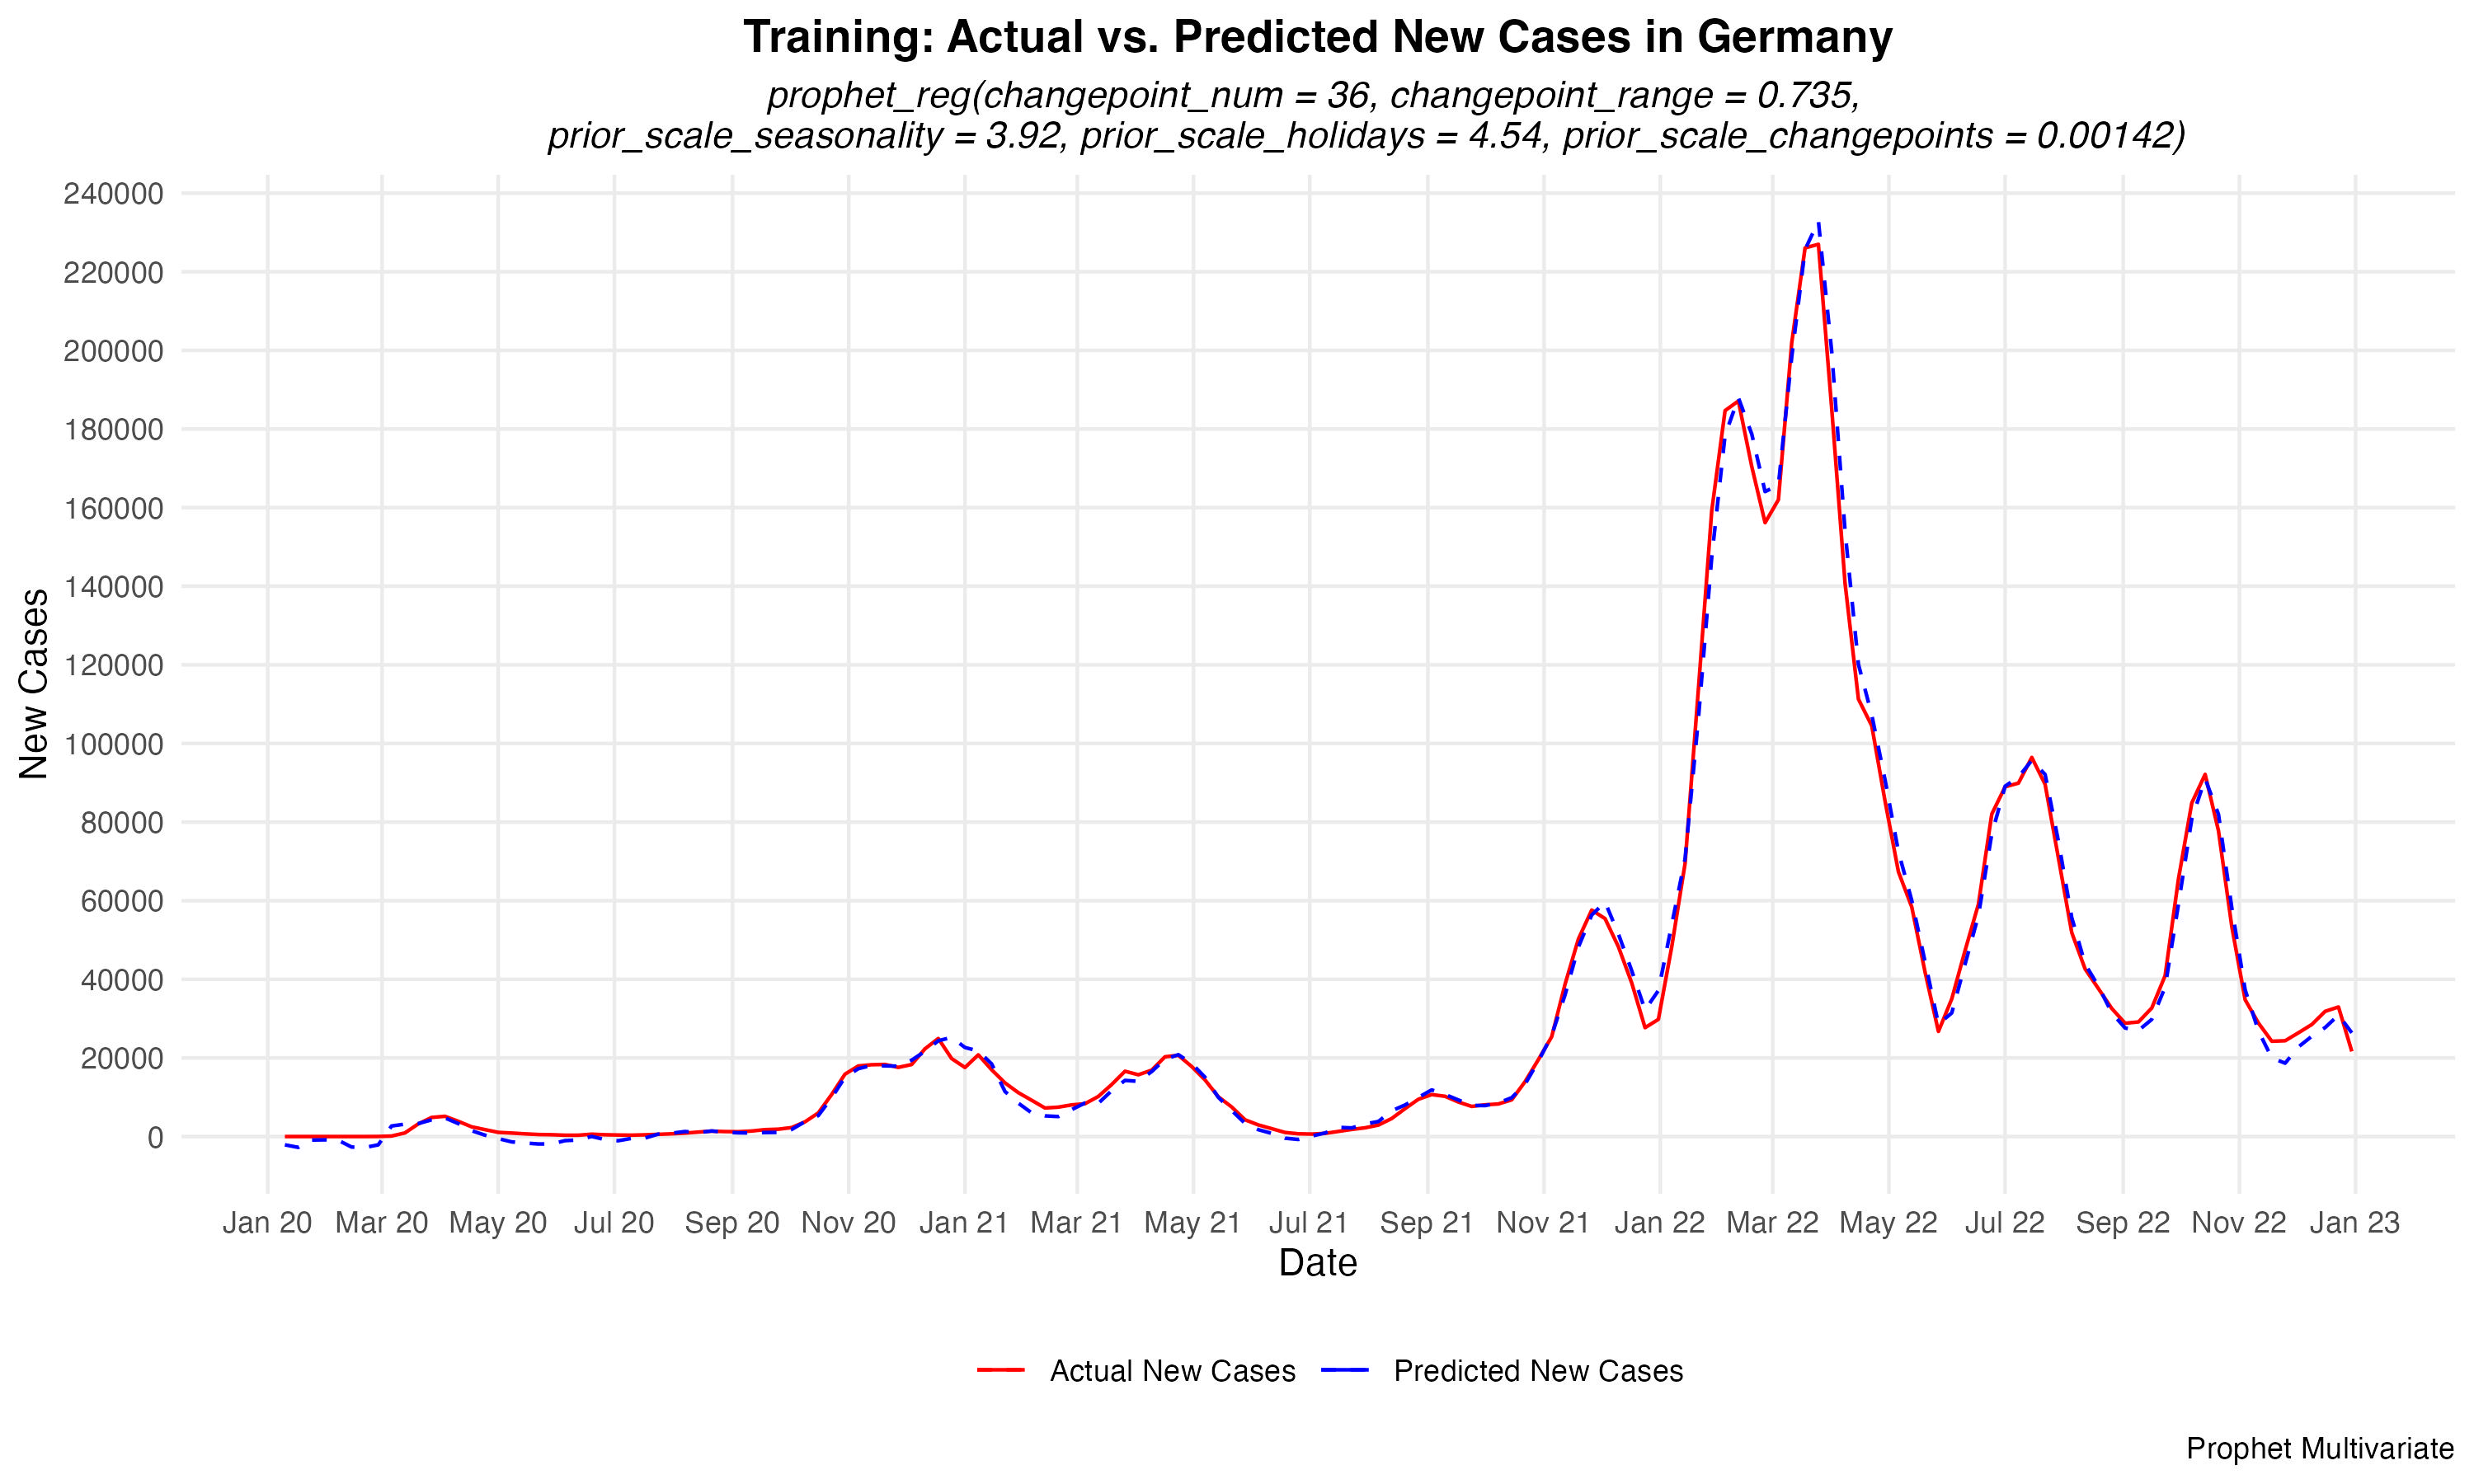 Training: Actual vs. Predicted New Cases in Germany
prophet_reg(changepoint_num = 36, changepoint_range = 0.735,
prior_scale_seasonality = 3.92, prior_scale_holidays = 4.54, prior_scale_changepoints = 0.00142)
New Cases
240000
220000
200000
180000
160000
140000
120000
100000
80000
60000
40000
20000
0
Jan 20 Mar 20 May 20 Jul 20 Sep 20 Nov 20 Jan 21 Mar 21 May 21 Jul 21 Sep 21 Nov 21 Jan 22 Mar 22 May 22 Jul 22 Sep 22 Nov 22 Jan 23
Date
Actual New Cases Predicted New Cases
Prophet Multivariate